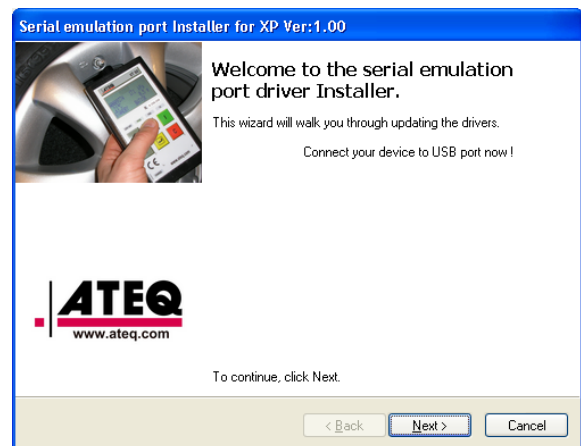 Serial emulation port Installer for XP Ver:1.00
Welcome to the serial emulation
port driver Installer.
This wizard will walk you through updating the drivers.
Connect your device to USB port now !
ATEQ
www.ateq.com
To continue, click Next.
< Back
Next >
Cancel